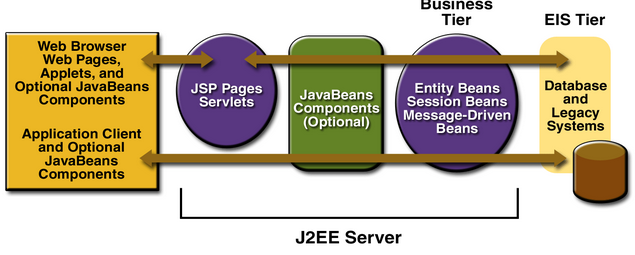 Business
Tier
EIS Tier
Web Browser
Web Pages,
Applets, and
Optional JavaBeans
Components
Application Client
and Optional
JavaBeans
Components
JSP Pages
Servlets
JavaBeans
Components
(Optional)
Entity Beans
Session Beans
Message-Driven
Beans
Database
and
Legacy
Systems
J2EE Server